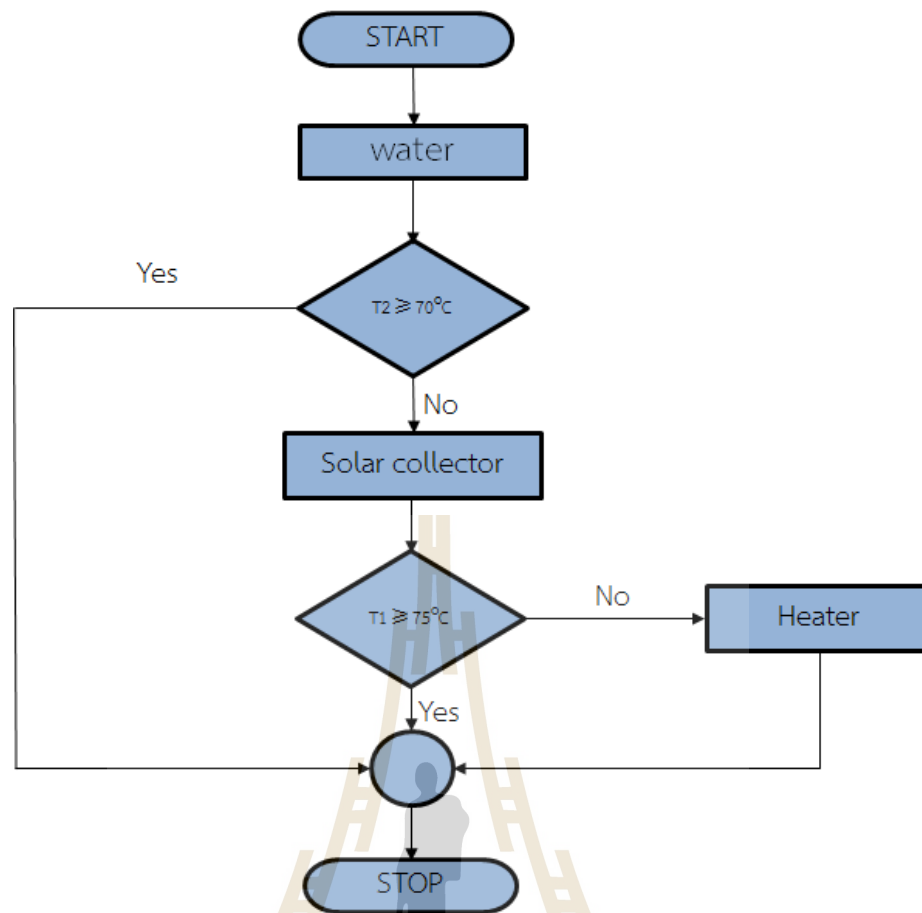 START
water
Yes
T2 ⩾ 70°C
No
Solar collector
T1 ⩾ 75°C
No
Heater
Yes
STOP